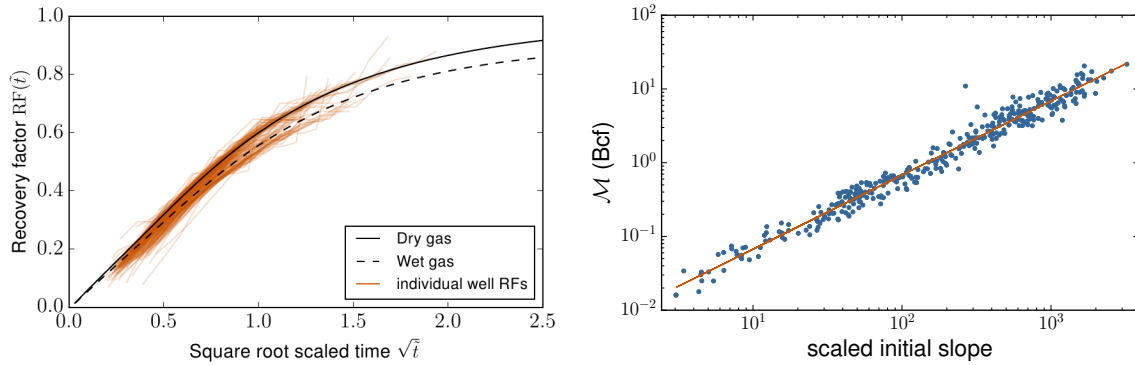 Recovery factor RF(t̃)
1.0
0.8
0.6
0.4
0.2
0.0
0.0 0.5 1.0 1.5 2.0 2.5
Square root scaled time √t̃
Dry gas
Wet gas
individual well RFs
ℳ (Bcf)
10²
10¹
10⁰
10⁻¹
10⁻²
10¹ 10² 10³
scaled initial slope